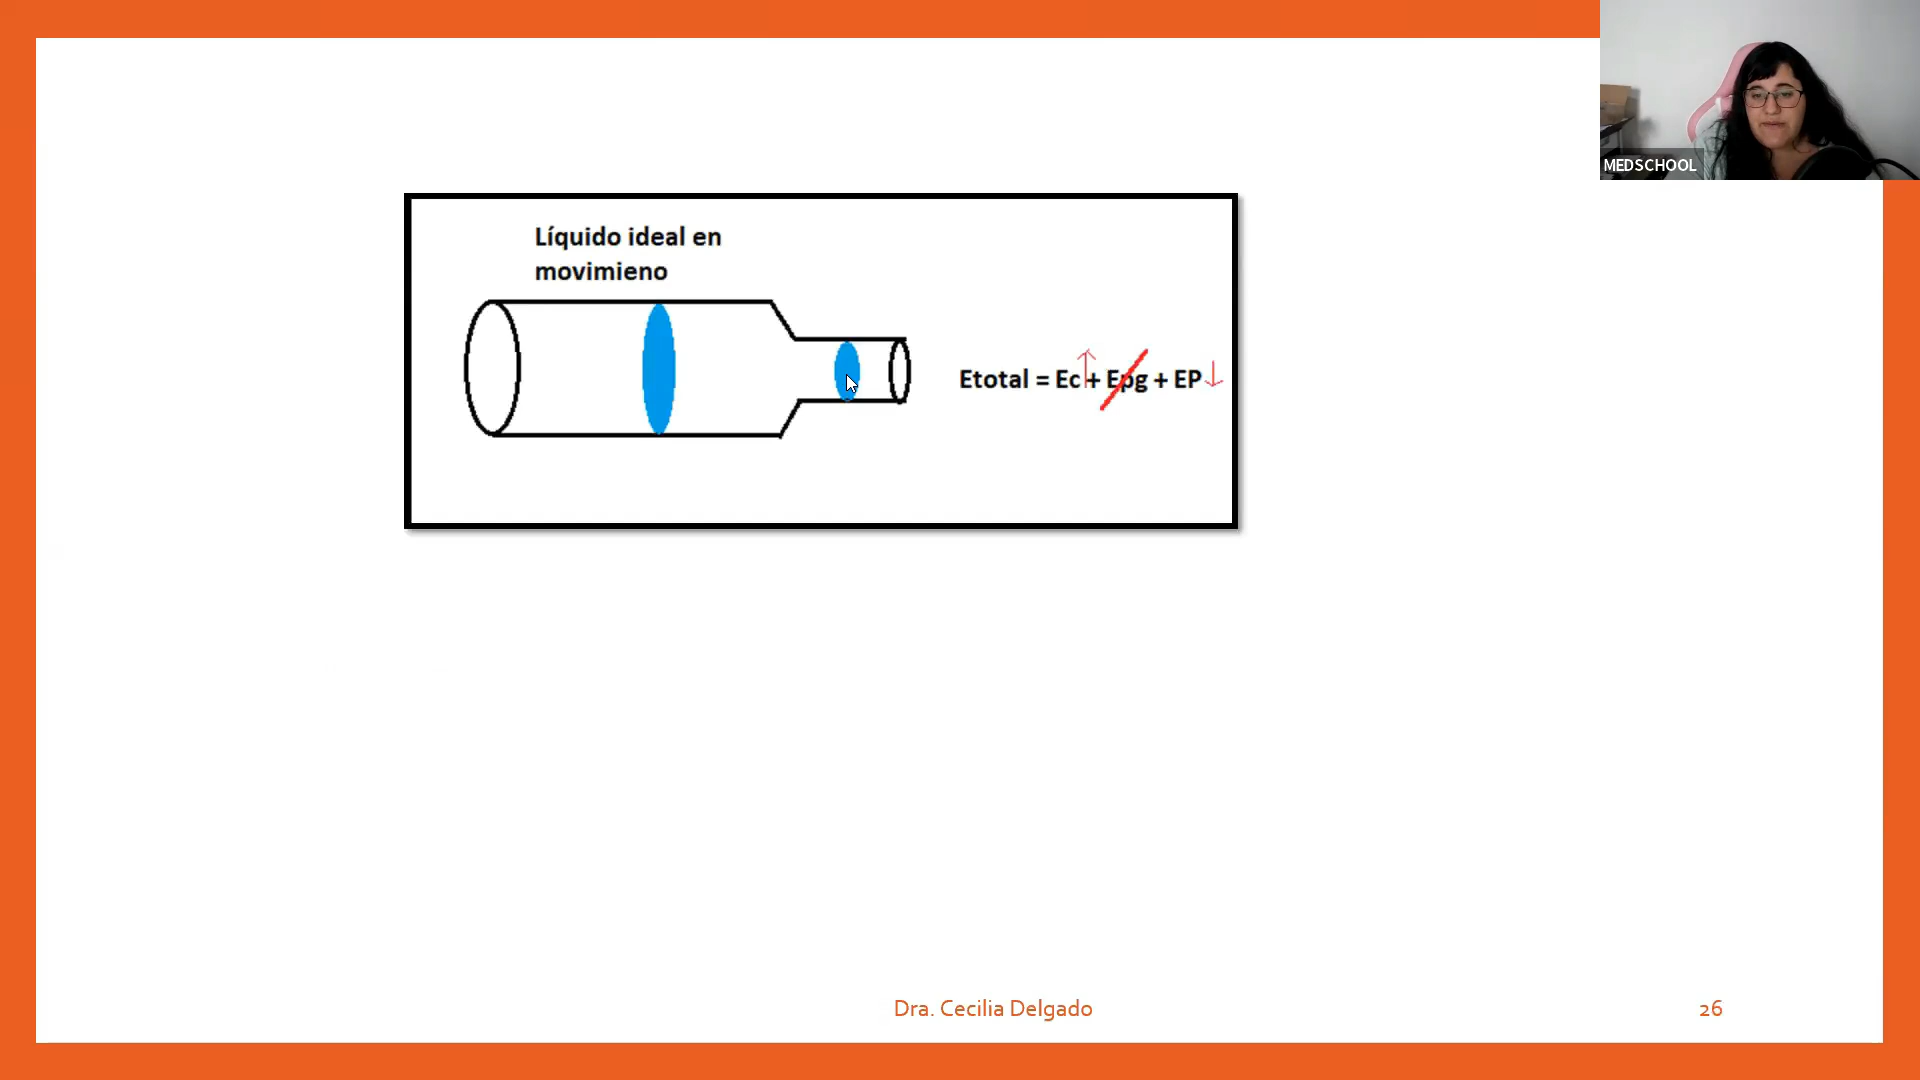 MEDSCHOOL
Líquido ideal en
movimieno
Etotal = Ec + Epg + EP
Dra. Cecilia Delgado
26